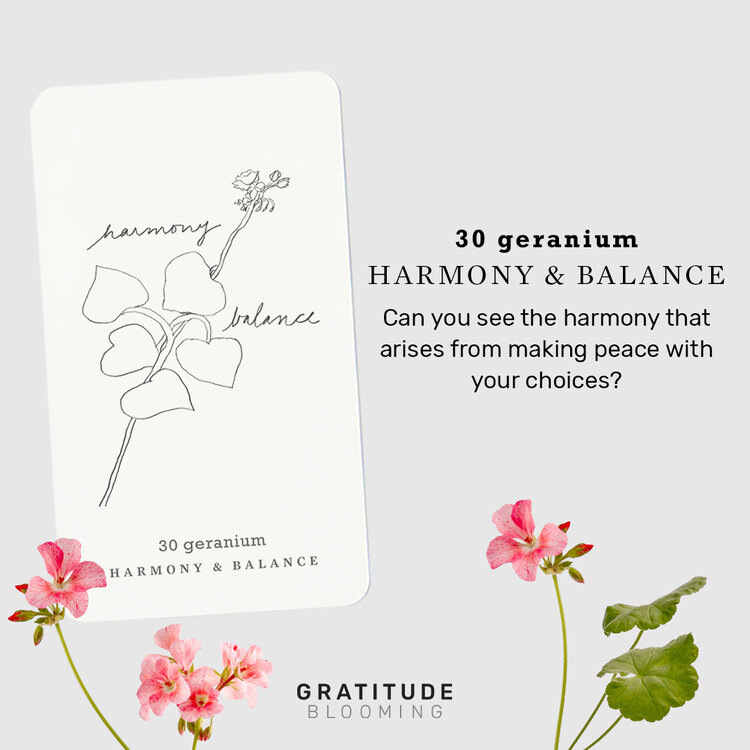 harmony
balance
30 geranium
HARMONY & BALANCE
30 geranium
HARMONY & BALANCE
Can you see the harmony that
arises from making peace with
your choices?
GRATITUDE
BLOOMING